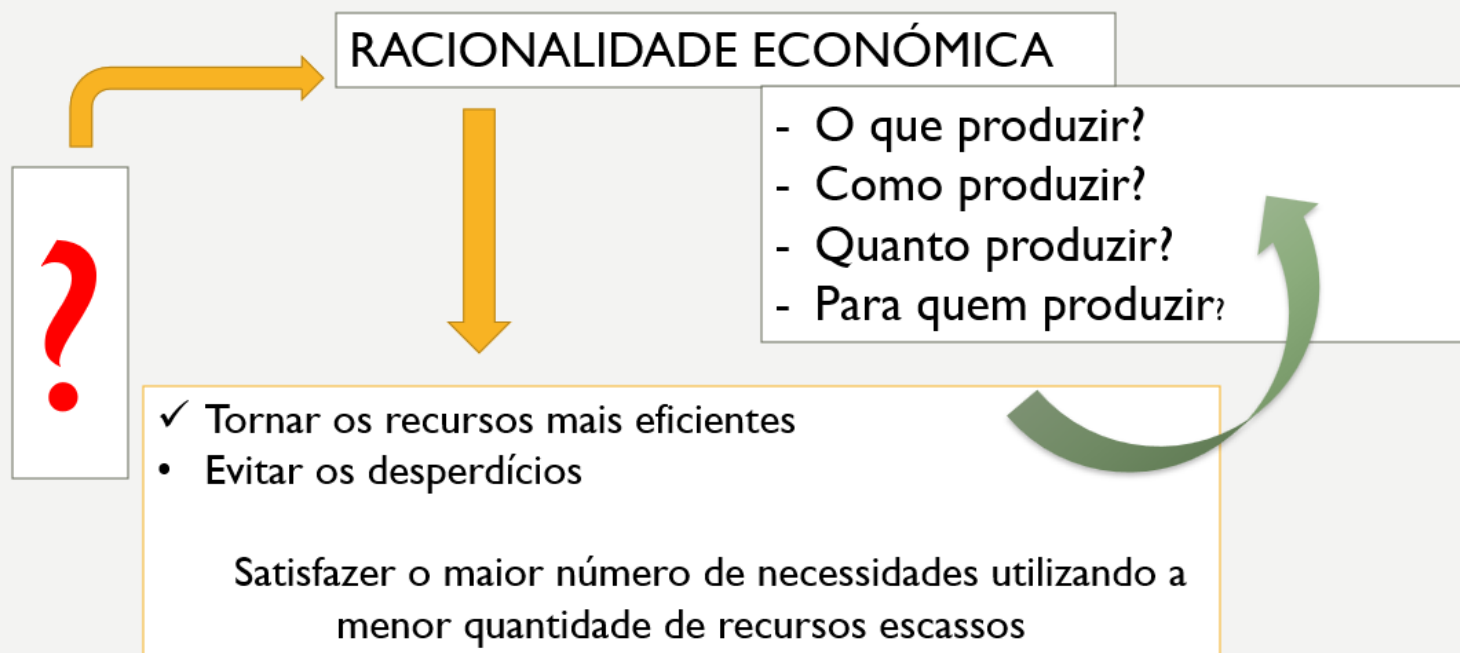 RACIONALIDADE ECONÓMICA
- O que produzir?
- Como produzir?
- Quanto produzir?
- Para quem produzir?
?
✓ Tornar os recursos mais eficientes
• Evitar os desperdícios
Satisfazer o maior número de necessidades utilizando a
menor quantidade de recursos escassos